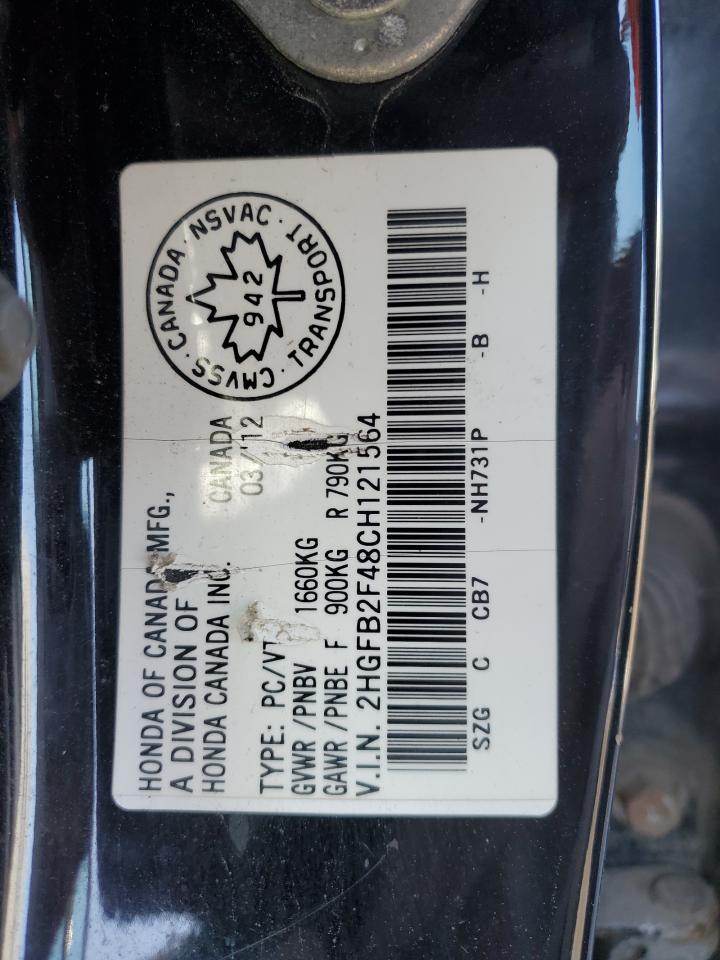 HONDA OF CANADA MFG.,
A DIVISION OF
HONDA CANADA INC. CANADA
TYPE: PC/VT 03/'12
GVWR /PNBV 1660KG
GAWR /PNBE F 900KG R 790KG
V.I.N. 2HGFB2F48CH121564
SZG C CB7 -NH731P -B -H
CMVSS · CANADA · NSVAC · TRANSPORT ·
942